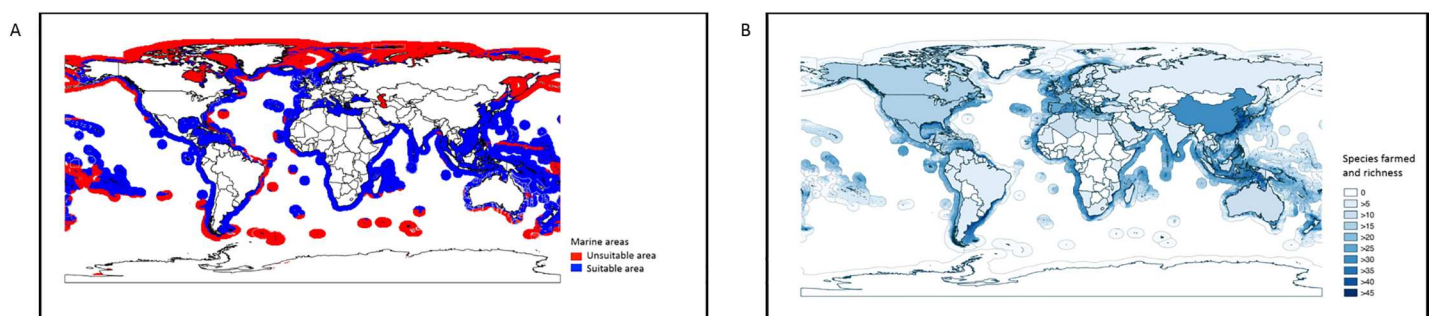 A
Marine areas
Unsuitable area
Suitable area
B
Species farmed
and richness
0
>5
>10
>15
>20
>25
>30
>35
>40
>45